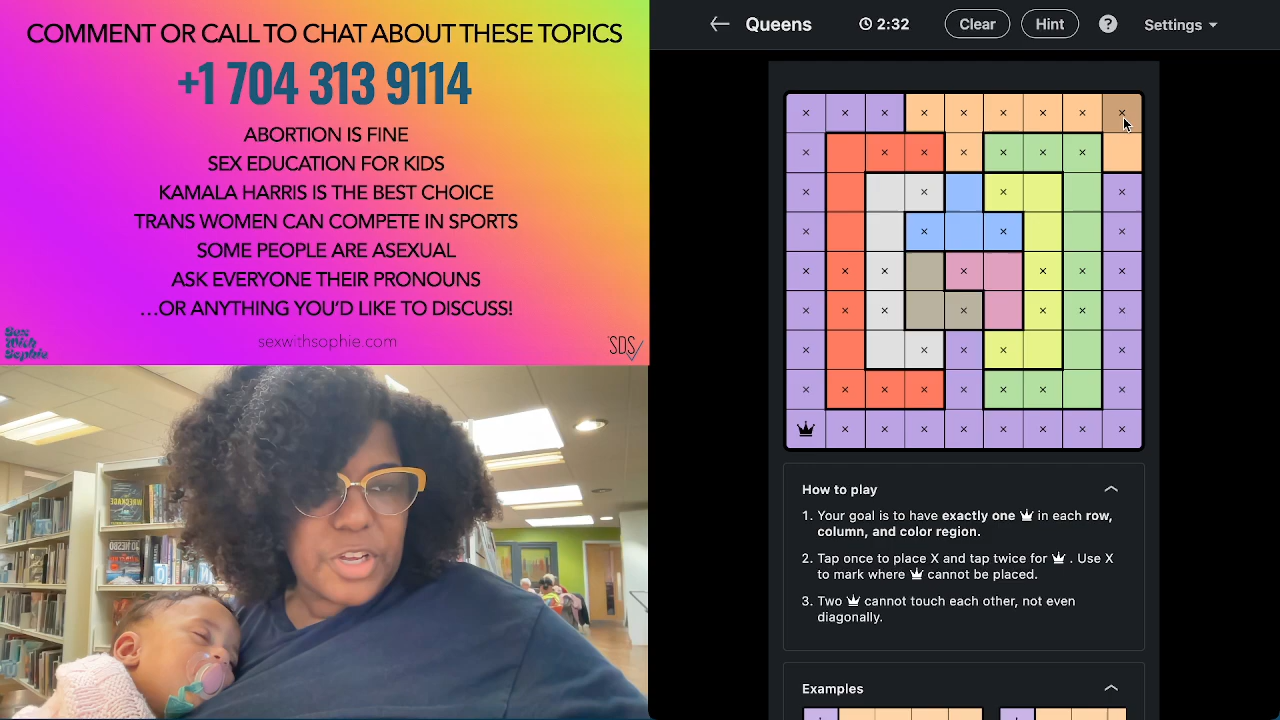 COMMENT OR CALL TO CHAT ABOUT THESE TOPICS
+1 704 313 9114
ABORTION IS FINE
SEX EDUCATION FOR KIDS
KAMALA HARRIS IS THE BEST CHOICE
TRANS WOMEN CAN COMPETE IN SPORTS
SOME PEOPLE ARE ASEXUAL
ASK EVERYONE THEIR PRONOUNS
...OR ANYTHING YOU'D LIKE TO DISCUSS!
sexwithsophie.com
Sex
With
Sophie
SDS
Queens
2:32
Clear
Hint
?
Settings
How to play
1. Your goal is to have exactly one in each row,
column, and color region.
2. Tap once to place X and tap twice for . Use X
to mark where cannot be placed.
3. Two cannot touch each other, not even
diagonally.
Examples